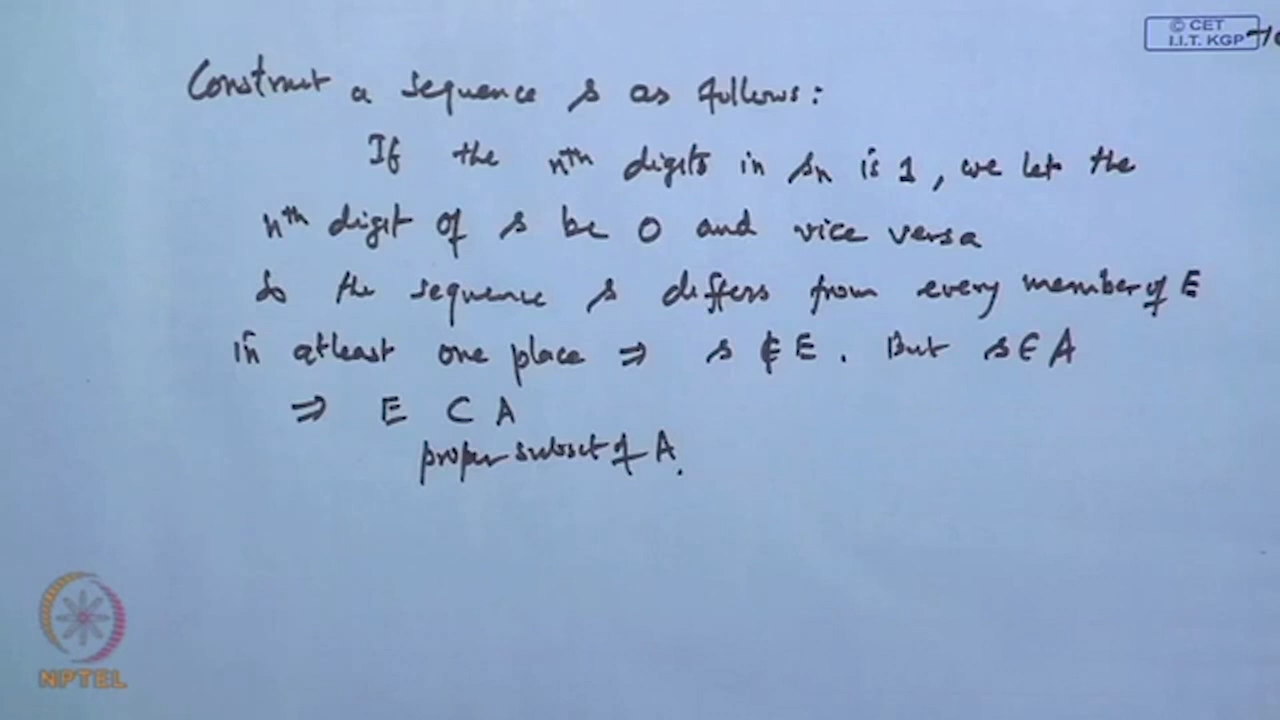 © CET
I.I.T. KGP
Construct a sequence s as follows:
If the nth digits in sn is 1, we let the
nth digit of s be 0 and vice versa
So the sequence s differs from every member of E
in atleast one place ⇒ s ∉ E. But s ∈ A
⇒ E ⊂ A
proper subset of A.
NPTEL